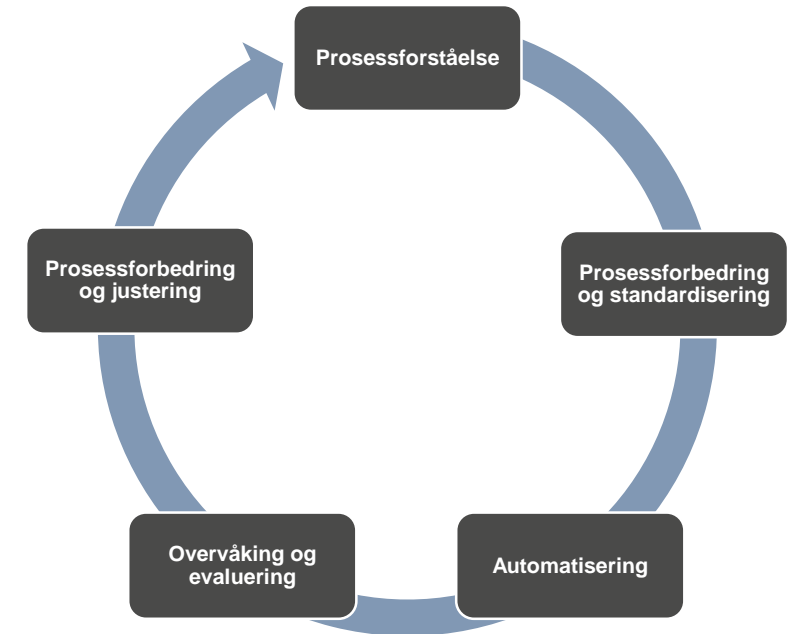 Prosessforståelse
Prosessforbedring
og standardisering
Automatisering
Overvåking og
evaluering
Prosessforbedring
og justering